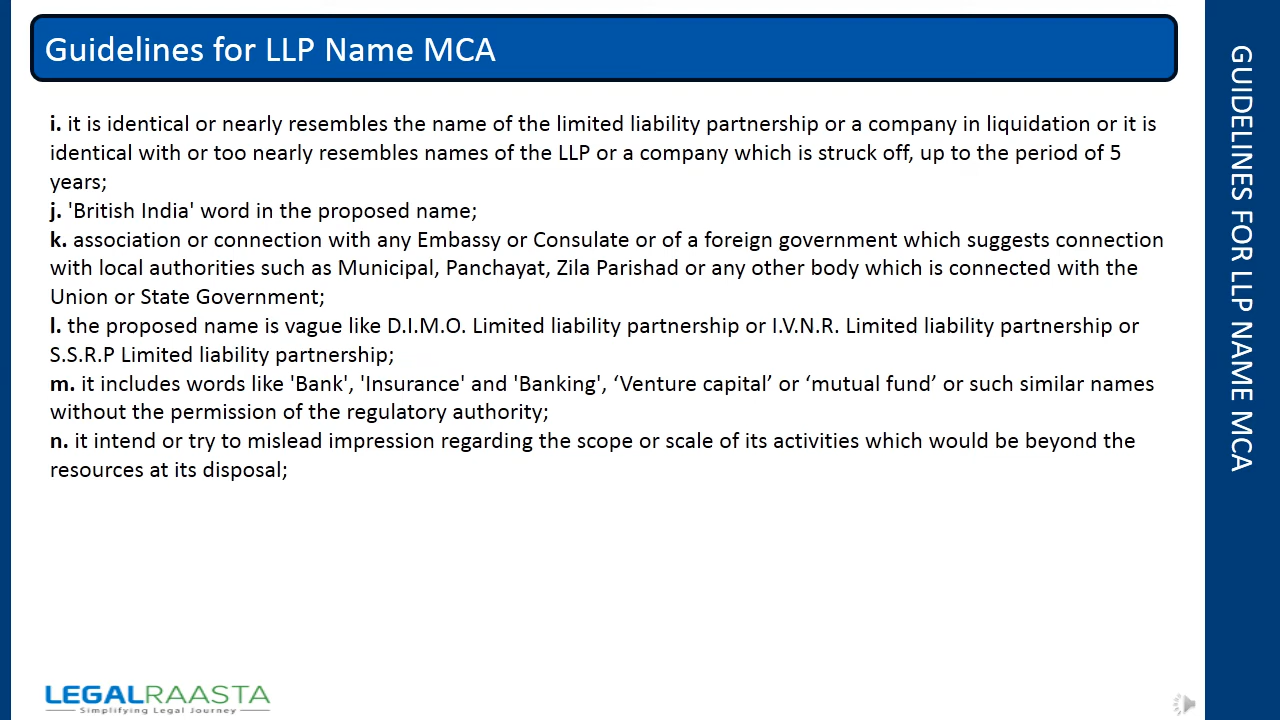 Guidelines for LLP Name MCA
i. it is identical or nearly resembles the name of the limited liability partnership or a company in liquidation or it is
identical with or too nearly resembles names of the LLP or a company which is struck off, up to the period of 5
years;
j. 'British India' word in the proposed name;
k. association or connection with any Embassy or Consulate or of a foreign government which suggests connection
with local authorities such as Municipal, Panchayat, Zila Parishad or any other body which is connected with the
Union or State Government;
l. the proposed name is vague like D.I.M.O. Limited liability partnership or I.V.N.R. Limited liability partnership or
S.S.R.P Limited liability partnership;
m. it includes words like 'Bank', 'Insurance' and 'Banking', ‘Venture capital’ or ‘mutual fund’ or such similar names
without the permission of the regulatory authority;
n. it intend or try to mislead impression regarding the scope or scale of its activities which would be beyond the
resources at its disposal;
GUIDELINES FOR LLP NAME MCA
LEGALRAASTA
Simplifying Legal Journey